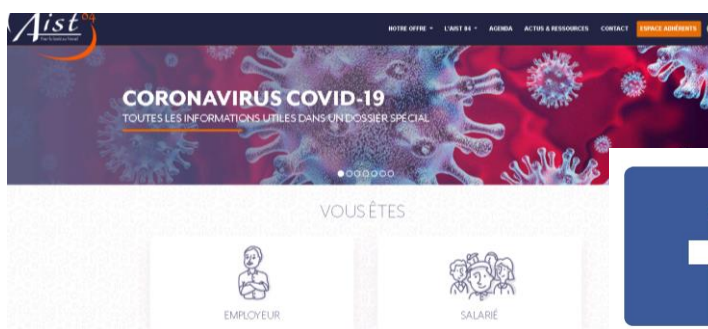 Aist 84
NOTRE OFFRE L'AIST 84 AGENDA ACTUS & RESSOURCES CONTACT ESPACE ADHÉRENTS
CORONAVIRUS COVID-19
TOUTES LES INFORMATIONS UTILES DANS UN DOSSIER SPÉCIAL
VOUS ÊTES
EMPLOYEUR
SALARIÉ